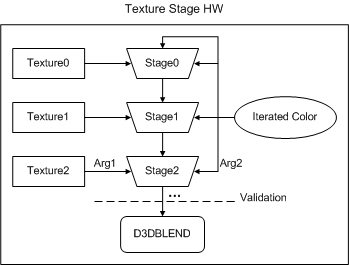 Texture Stage HW
Texture0
Stage0
Texture1
Stage1
Iterated Color
Texture2
Arg1
Stage2
Arg2
...
Validation
D3DBLEND